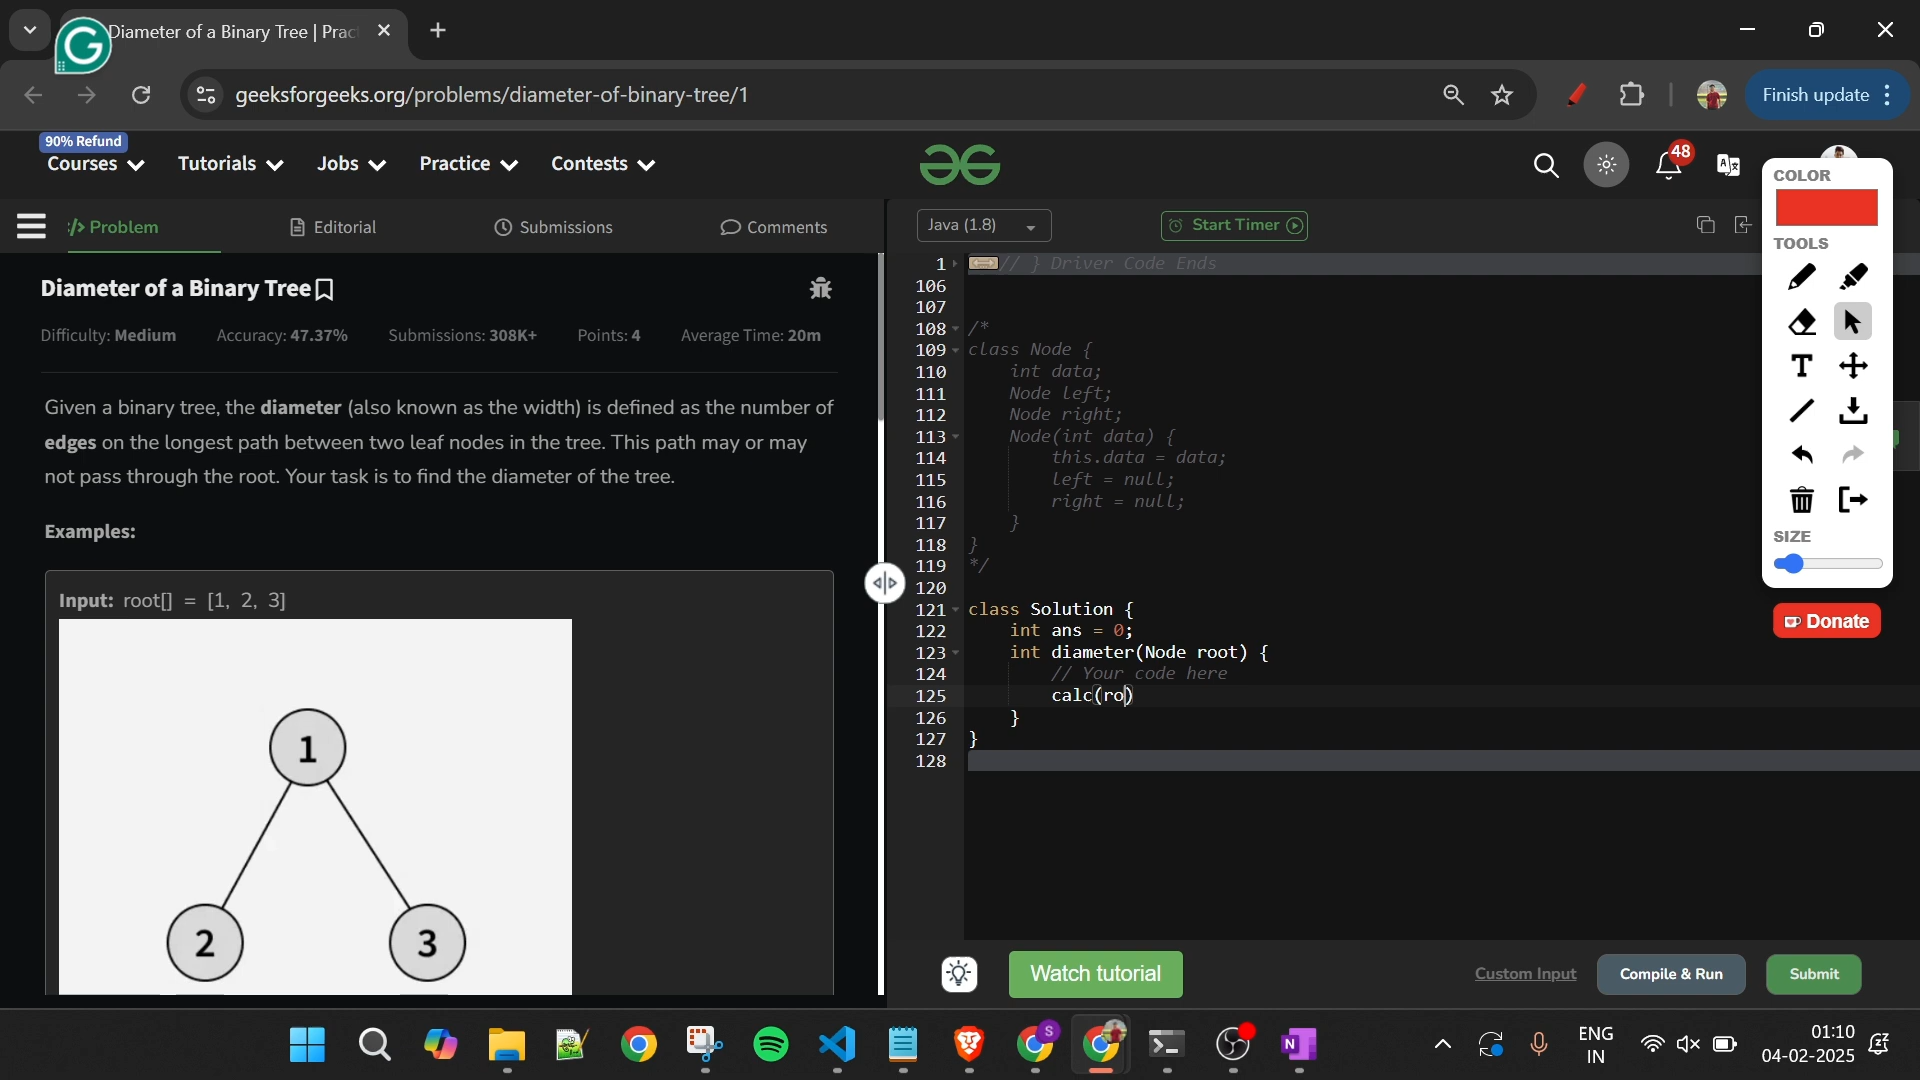 Diameter of a Binary Tree | Prac
geeksforgeeks.org/problems/diameter-of-binary-tree/1
Finish update
90% Refund
Courses
Tutorials
Jobs
Practice
Contests
48
Problem
Editorial
Submissions
Comments
Java (1.8)
Start Timer
Diameter of a Binary Tree
Difficulty: Medium
Accuracy: 47.37%
Submissions: 308K+
Points: 4
Average Time: 20m
Given a binary tree, the diameter (also known as the width) is defined as the number of
edges on the longest path between two leaf nodes in the tree. This path may or may
not pass through the root. Your task is to find the diameter of the tree.
Examples:
Input: root[] = [1, 2, 3]
1
2
3
1 // } Driver Code Ends
106
107
108 /*
109 class Node {
110 int data;
111 Node left;
112 Node right;
113 Node(int data) {
114 this.data = data;
115 left = null;
116 right = null;
117 }
118 }
119 */
120
121 class Solution {
122 int ans = 0;
123 int diameter(Node root) {
124 // Your code here
125 calc(ro)
126 }
127 }
128
COLOR
TOOLS
T
SIZE
Donate
Watch tutorial
Custom Input
Compile & Run
Submit
S
N
ENG
IN
01:10
04-02-2025